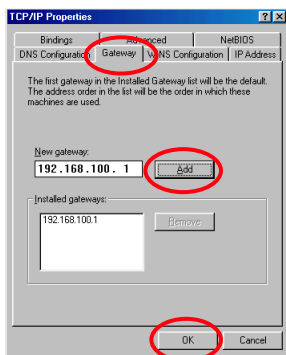 TCP/IP Properties
Bindings Advanced NetBIOS
DNS Configuration Gateway WINS Configuration IP Address
The first gateway in the Installed Gateway list will be the default.
The address order in the list will be the order in which these
machines are used.
New gateway:
192.168.100. 1 Add
Installed gateways:
192.168.100.1 Remove
OK Cancel